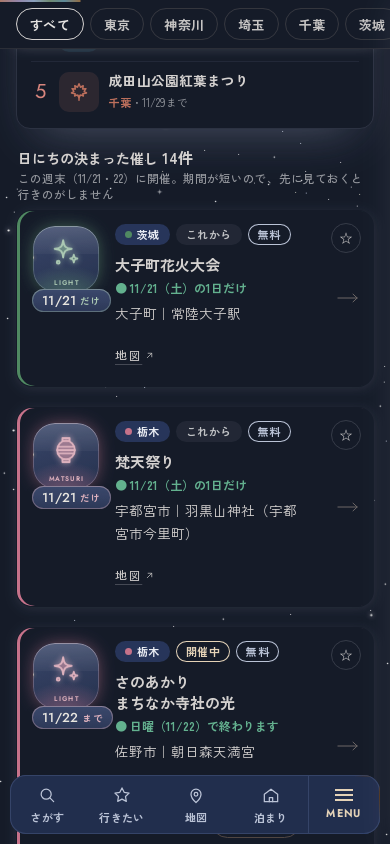 すべて
東京
神奈川
埼玉
千葉
茨城
5
成田山公園紅葉まつり
千葉・11/29まで
日にちの決まった催し 14件
この週末（11/21・22）に開催。期間が短いので、先に見ておくと
行きのがしません
LIGHT
11/21 だけ
茨城
これから
無料
大子町花火大会
11/21（土）の1日だけ
大子町｜常陸大子駅
地図 ↗
MATSURI
11/21 だけ
栃木
これから
無料
梵天祭り
11/21（土）の1日だけ
宇都宮市｜羽黒山神社（宇都
宮市今里町）
地図 ↗
LIGHT
11/22 まで
栃木
開催中
無料
さのあかり
まちなか寺社の光
日曜（11/22）で終わります
佐野市｜朝日森天満宮
さがす
行きたい
地図
泊まり
MENU